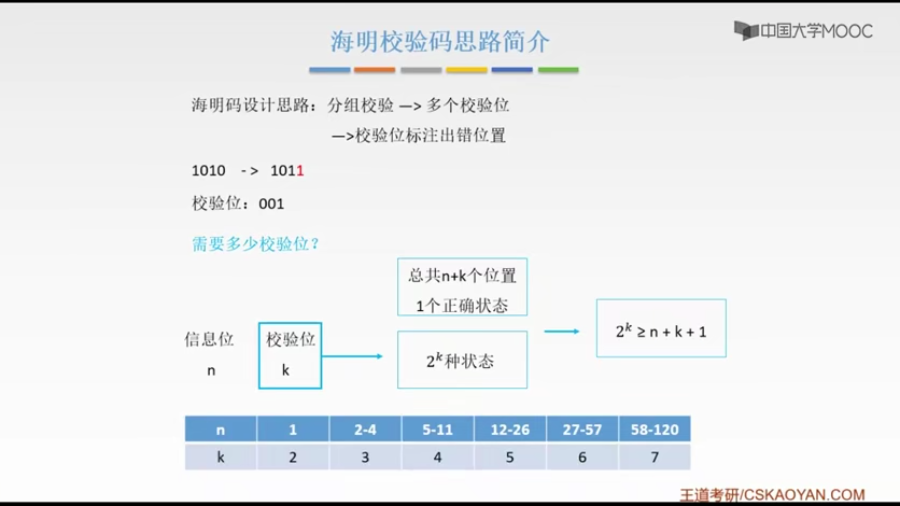 海明校验码思路简介
中国大学MOOC
海明码设计思路：分组校验 —> 多个校验位
—>校验位标注出错位置
1010 - > 1011
校验位：001
需要多少校验位？
总共n+k个位置
1个正确状态
信息位
n
校验位
k
2^k种状态
2^k ≥ n + k + 1
n 1 2-4 5-11 12-26 27-57 58-120
k 2 3 4 5 6 7
王道考研/CSKAOYAN.COM